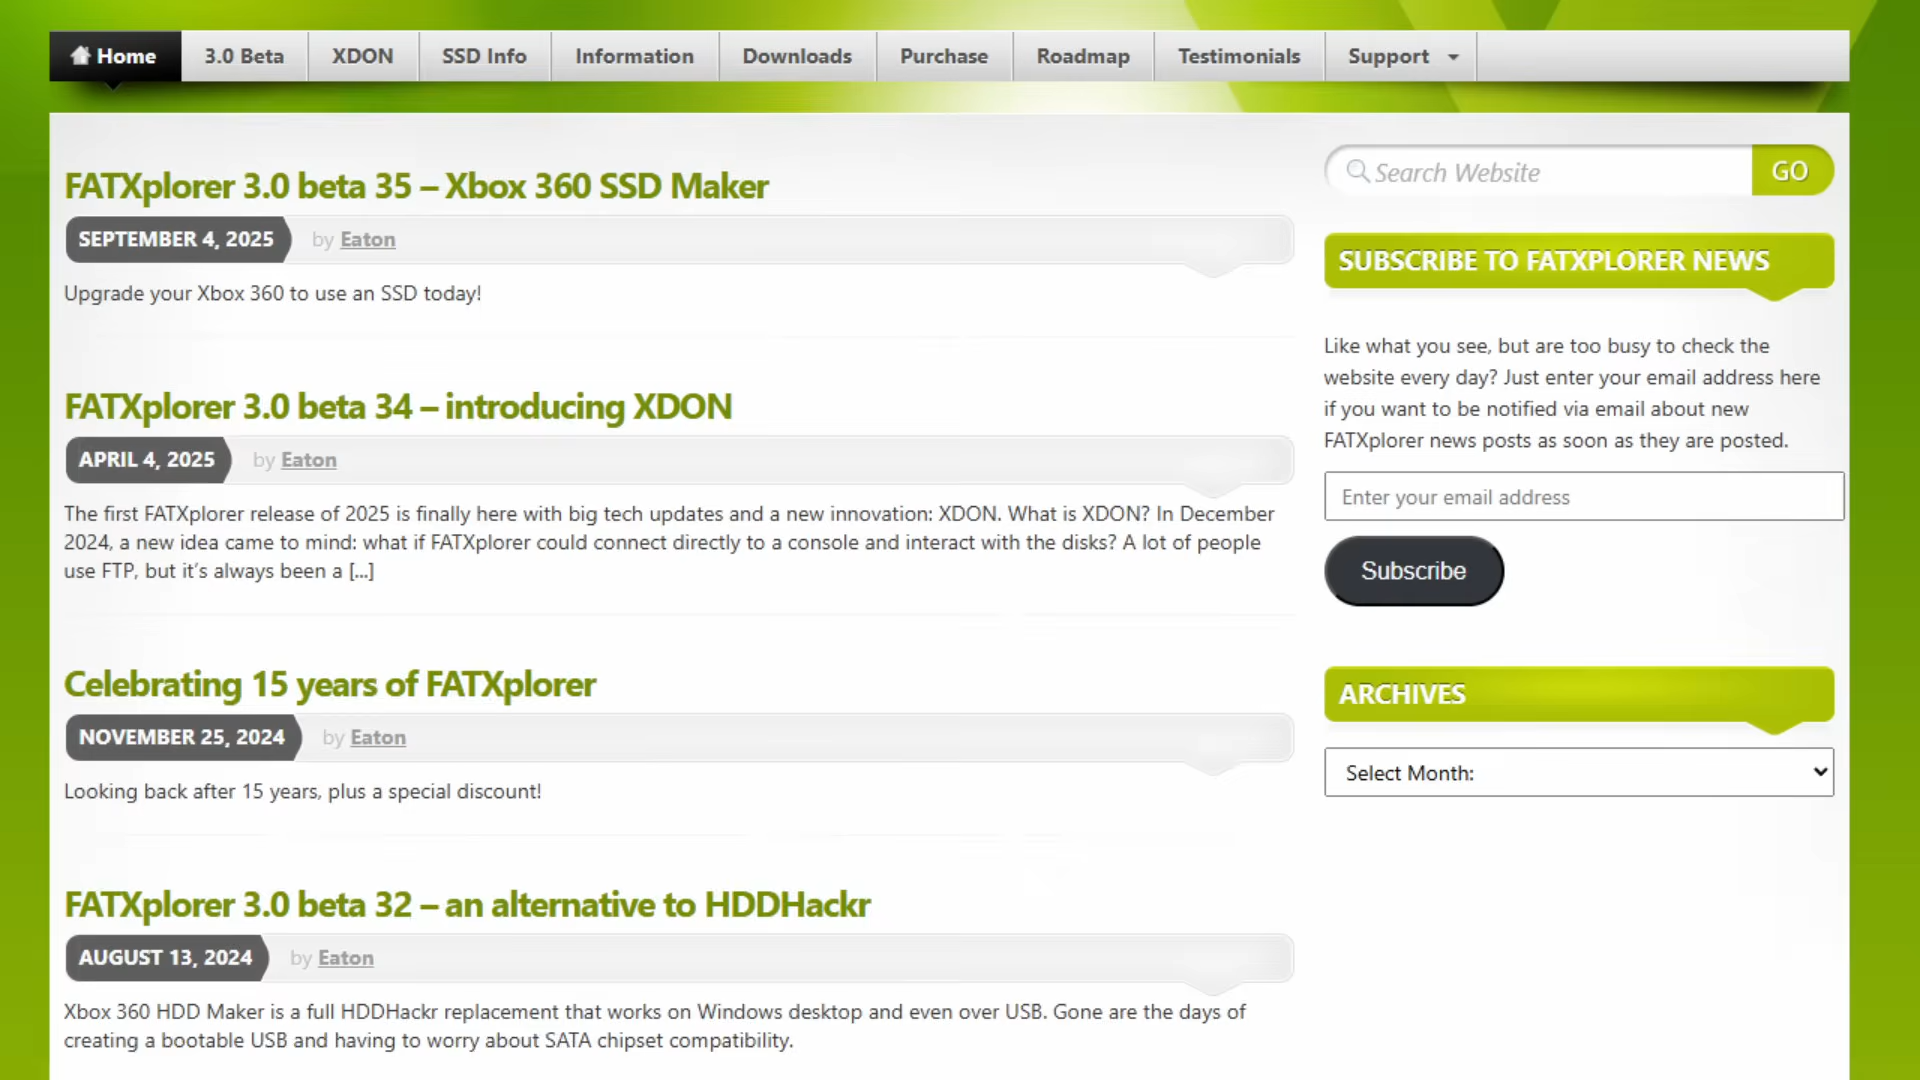 Home 3.0 Beta XDON SSD Info Information Downloads Purchase Roadmap Testimonials Support
FATXplorer 3.0 beta 35 – Xbox 360 SSD Maker
SEPTEMBER 4, 2025 by Eaton
Upgrade your Xbox 360 to use an SSD today!
FATXplorer 3.0 beta 34 – introducing XDON
APRIL 4, 2025 by Eaton
The first FATXplorer release of 2025 is finally here with big tech updates and a new innovation: XDON. What is XDON? In December
2024, a new idea came to mind: what if FATXplorer could connect directly to a console and interact with the disks? A lot of people
use FTP, but it’s always been a [...]
Celebrating 15 years of FATXplorer
NOVEMBER 25, 2024 by Eaton
Looking back after 15 years, plus a special discount!
FATXplorer 3.0 beta 32 – an alternative to HDDHackr
AUGUST 13, 2024 by Eaton
Xbox 360 HDD Maker is a full HDDHackr replacement that works on Windows desktop and even over USB. Gone are the days of
creating a bootable USB and having to worry about SATA chipset compatibility.
Search Website GO
SUBSCRIBE TO FATXPLORER NEWS
Like what you see, but are too busy to check the
website every day? Just enter your email address here
if you want to be notified via email about new
FATXplorer news posts as soon as they are posted.
Enter your email address
Subscribe
ARCHIVES
Select Month: